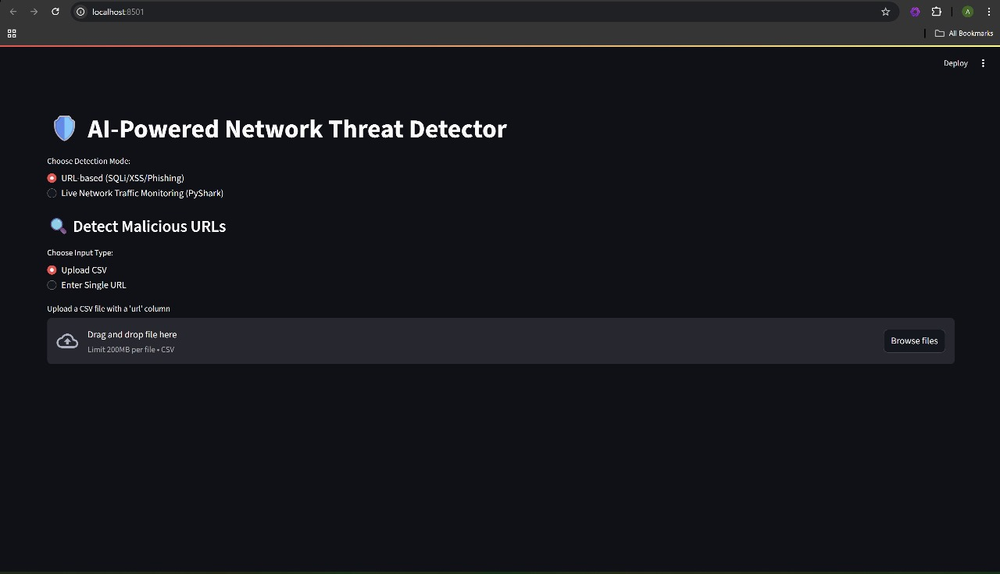 localhost:8501
A
All Bookmarks
Deploy
AI-Powered Network Threat Detector
Choose Detection Mode:
URL-based (SQLi/XSS/Phishing)
Live Network Traffic Monitoring (PyShark)
Detect Malicious URLs
Choose Input Type:
Upload CSV
Enter Single URL
Upload a CSV file with a 'url' column
Drag and drop file here
Limit 200MB per file • CSV
Browse files